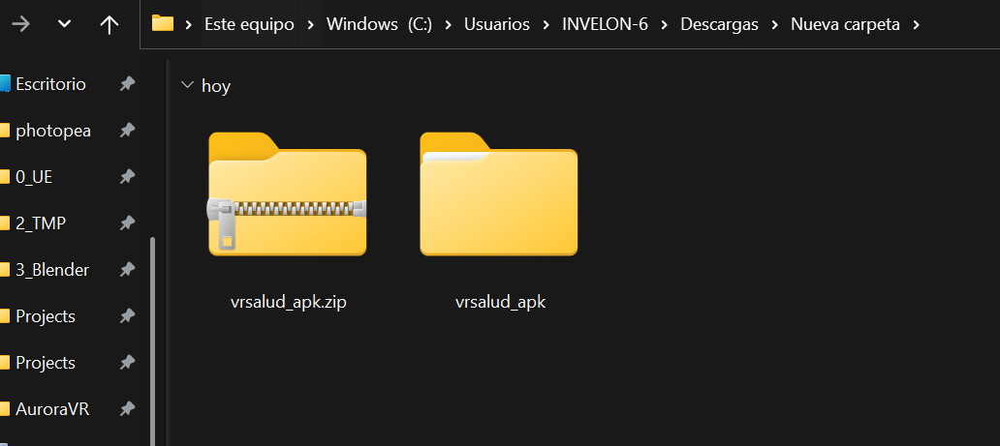 Este equipo > Windows (C:) > Usuarios > INVELON-6 > Descargas > Nueva carpeta >
Escritorio
photopea
0_UE
2_TMP
3_Blender
Projects
Projects
AuroraVR
hoy
vrsalud_apk.zip
vrsalud_apk